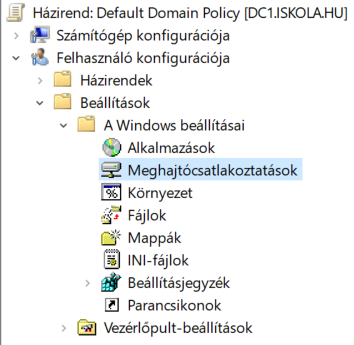 Házirend: Default Domain Policy [DC1.ISKOLA.HU]
Számítógép konfigurációja
Felhasználó konfigurációja
Házirendek
Beállítások
A Windows beállításai
Alkalmazások
Meghajtócsatlakoztatások
Környezet
Fájlok
Mappák
INI-fájlok
Beállításjegyzék
Parancsikonok
Vezérlőpult-beállítások